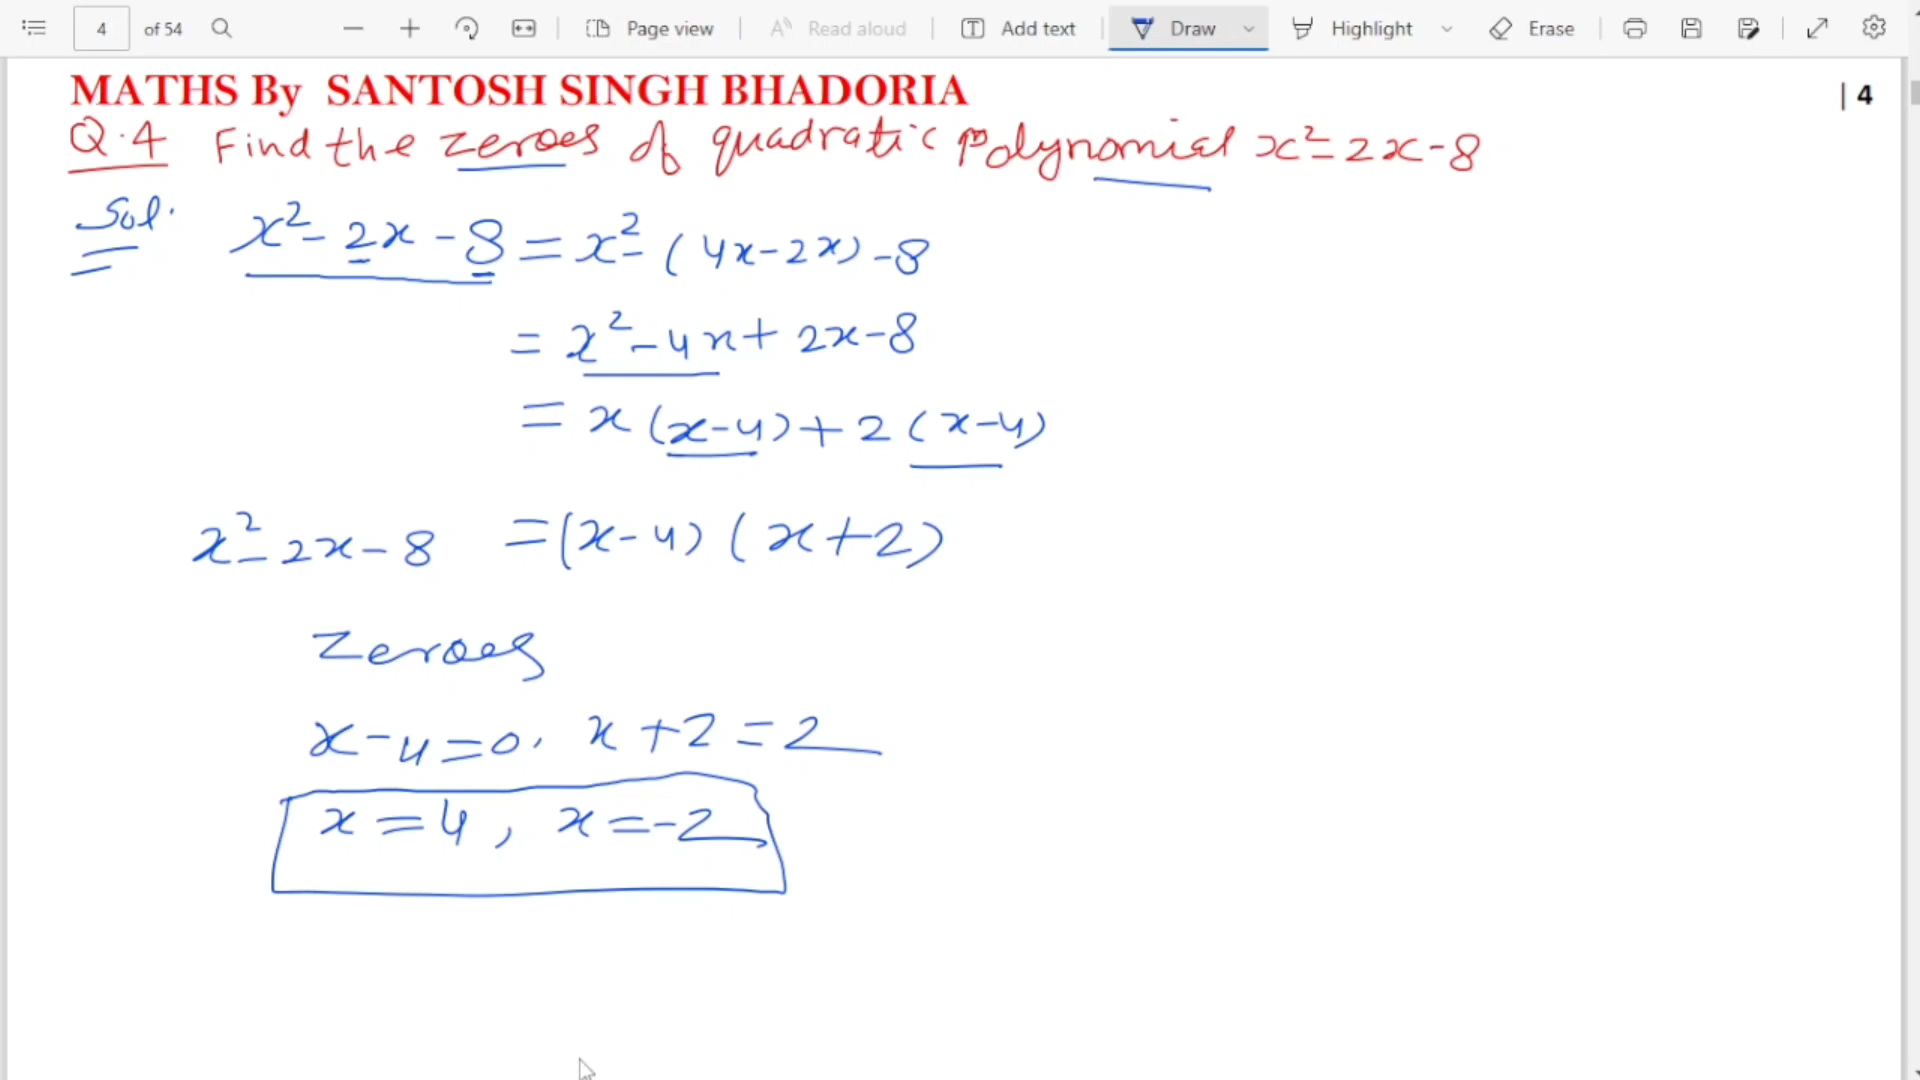 4 of 54 Page view Read aloud Add text Draw Highlight Erase
MATHS By SANTOSH SINGH BHADORIA | 4
Q.4 Find the zeroes of quadratic polynomial x²-2x-8
Sol. x²-2x-8 = x²-(4x-2x)-8
= x²-4x+2x-8
= x(x-4)+2(x-4)
x²-2x-8 =(x-4)(x+2)
Zeroes
x-4=0, x+2=2
x=4, x=-2